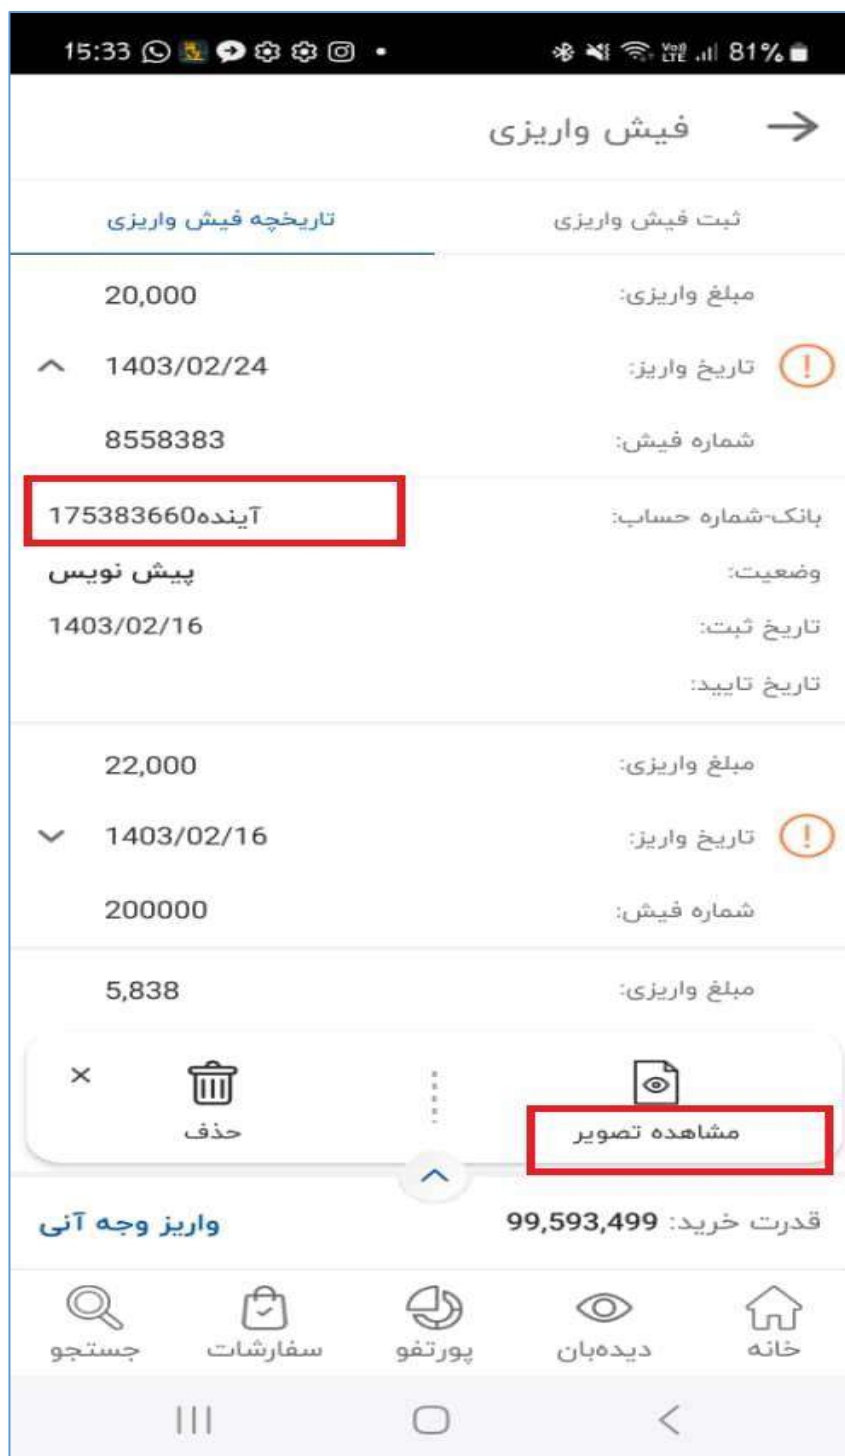 15:33 81%
فیش واریزی
ثبت فیش واریزی تاریخچه فیش واریزی
مبلغ واریزی: 20,000
تاریخ واریز: 1403/02/24
شماره فیش: 8558383
بانک-شماره حساب: آینده175383660
وضعیت: پیش نویس
تاریخ ثبت: 1403/02/16
تاریخ تایید:
مبلغ واریزی: 22,000
تاریخ واریز: 1403/02/16
شماره فیش: 200000
مبلغ واریزی: 5,838
مشاهده تصویر حذف
قدرت خرید: 99,593,499 واریز وجه آنی
خانه دیده‌بان پورتفو سفارشات جستجو